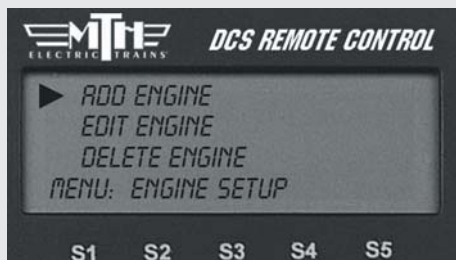 MTH
ELECTRIC TRAINS
DCS REMOTE CONTROL
ADD ENGINE
EDIT ENGINE
DELETE ENGINE
MENU: ENGINE SETUP
S1 S2 S3 S4 S5